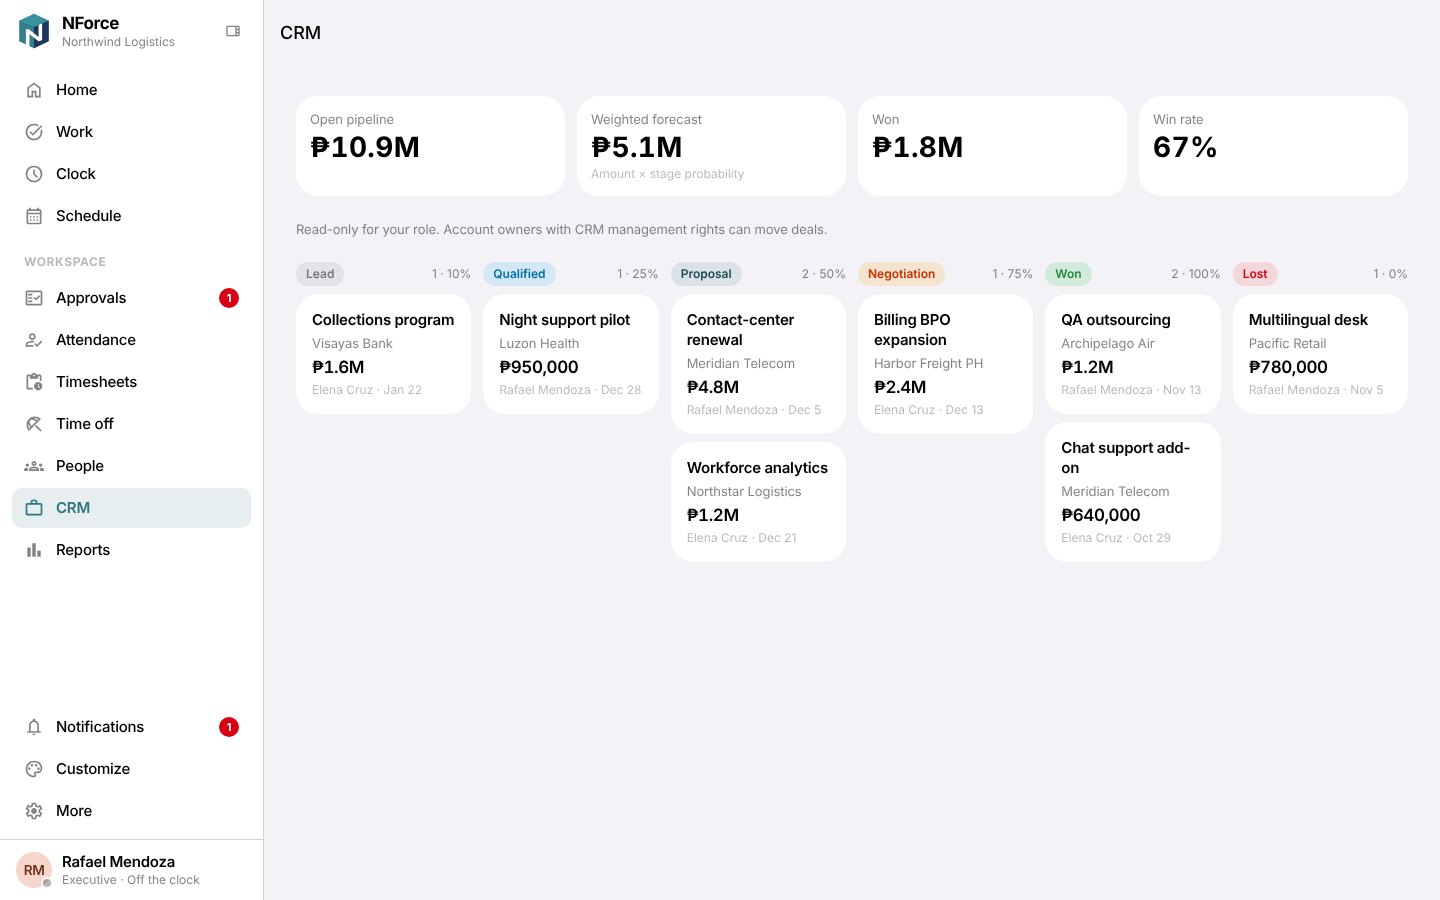 NForce
Northwind Logistics
Home
Work
Clock
Schedule
WORKSPACE
Approvals 1
Attendance
Timesheets
Time off
People
CRM
Reports
Notifications 1
Customize
More
RM
Rafael Mendoza
Executive · Off the clock
CRM
Open pipeline
₱10.9M
Weighted forecast
₱5.1M
Amount × stage probability
Won
₱1.8M
Win rate
67%
Read-only for your role. Account owners with CRM management rights can move deals.
Lead 1 · 10%
Collections program
Visayas Bank
₱1.6M
Elena Cruz · Jan 22
Qualified 1 · 25%
Night support pilot
Luzon Health
₱950,000
Rafael Mendoza · Dec 28
Proposal 2 · 50%
Contact-center
renewal
Meridian Telecom
₱4.8M
Rafael Mendoza · Dec 5
Workforce analytics
Northstar Logistics
₱1.2M
Elena Cruz · Dec 21
Negotiation 1 · 75%
Billing BPO
expansion
Harbor Freight PH
₱2.4M
Elena Cruz · Dec 13
Won 2 · 100%
QA outsourcing
Archipelago Air
₱1.2M
Rafael Mendoza · Nov 13
Chat support add-
on
Meridian Telecom
₱640,000
Elena Cruz · Oct 29
Lost 1 · 0%
Multilingual desk
Pacific Retail
₱780,000
Rafael Mendoza · Nov 5